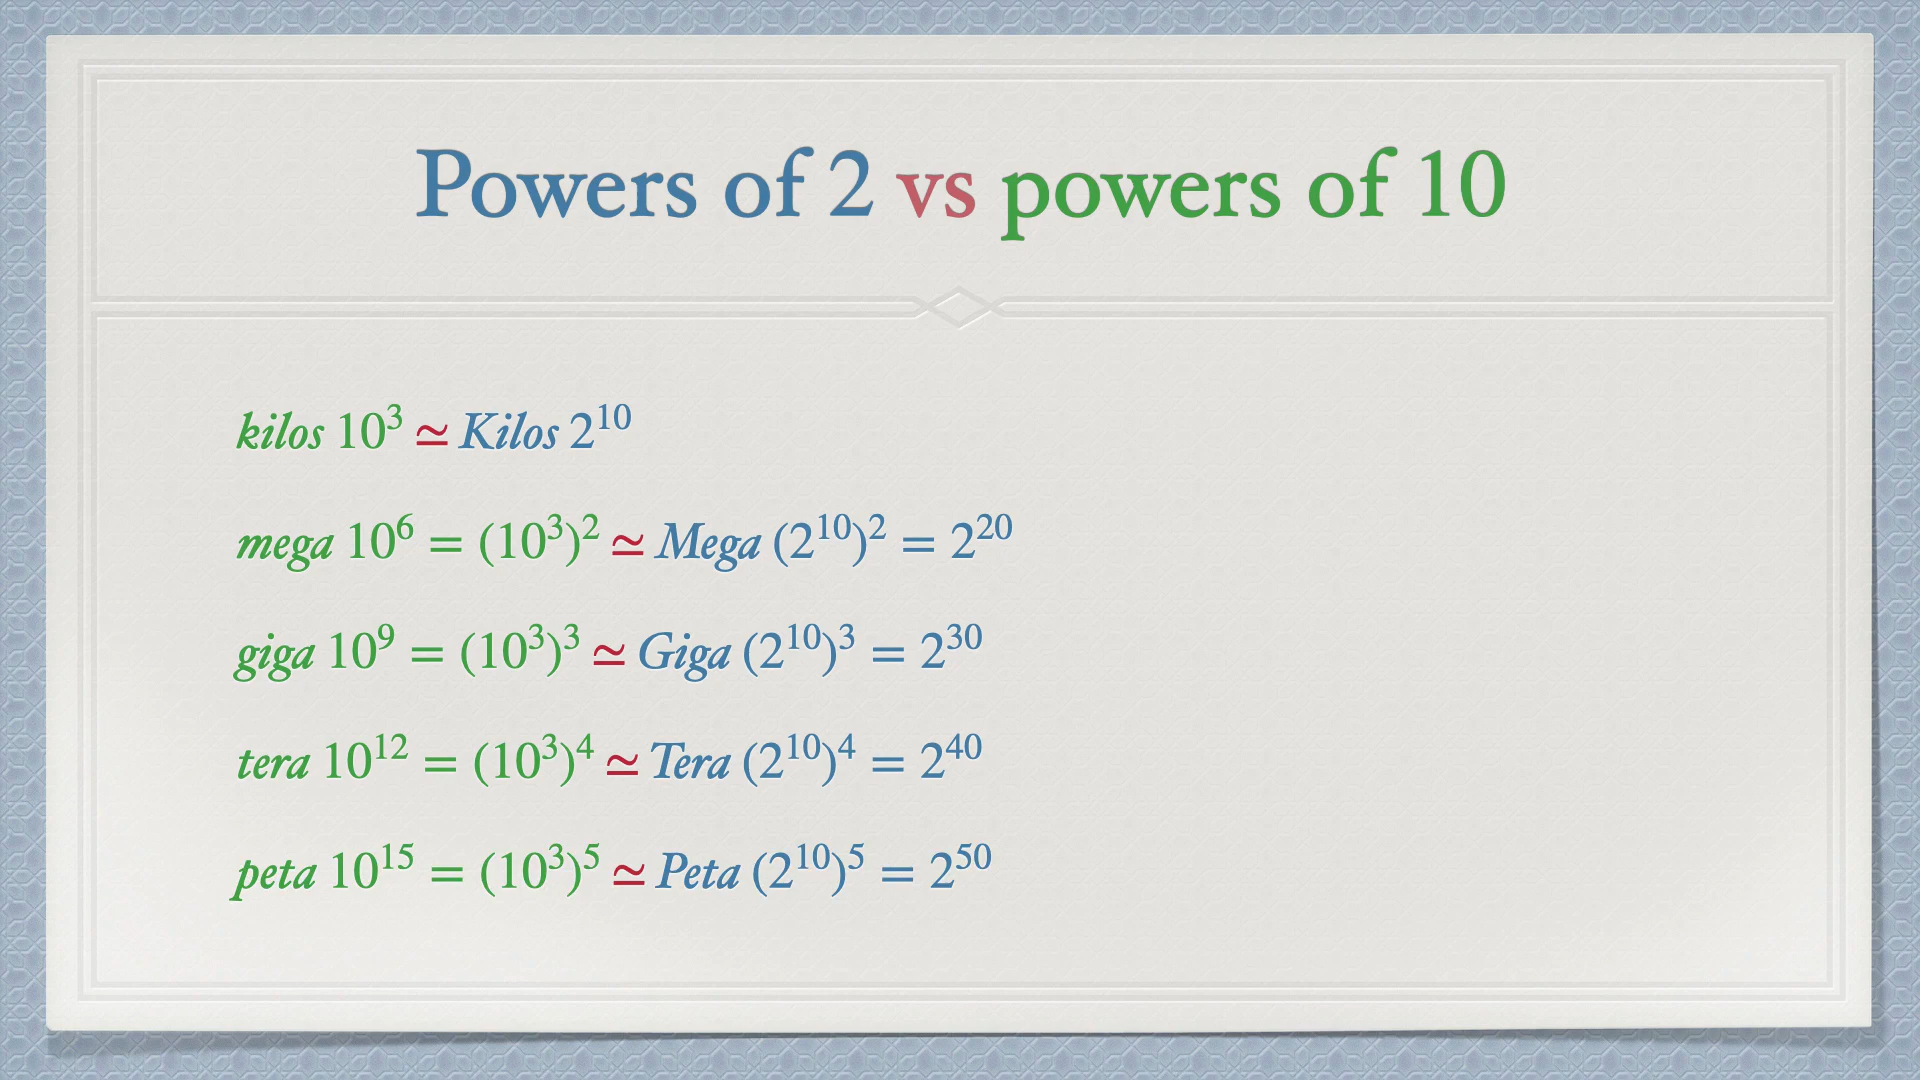 Powers of 2 vs powers of 10
kilos 10³ ≃ Kilos 2¹⁰
mega 10⁶ = (10³)² ≃ Mega (2¹⁰)² = 2²⁰
giga 10⁹ = (10³)³ ≃ Giga (2¹⁰)³ = 2³⁰
tera 10¹² = (10³)⁴ ≃ Tera (2¹⁰)⁴ = 2⁴⁰
peta 10¹⁵ = (10³)⁵ ≃ Peta (2¹⁰)⁵ = 2⁵⁰